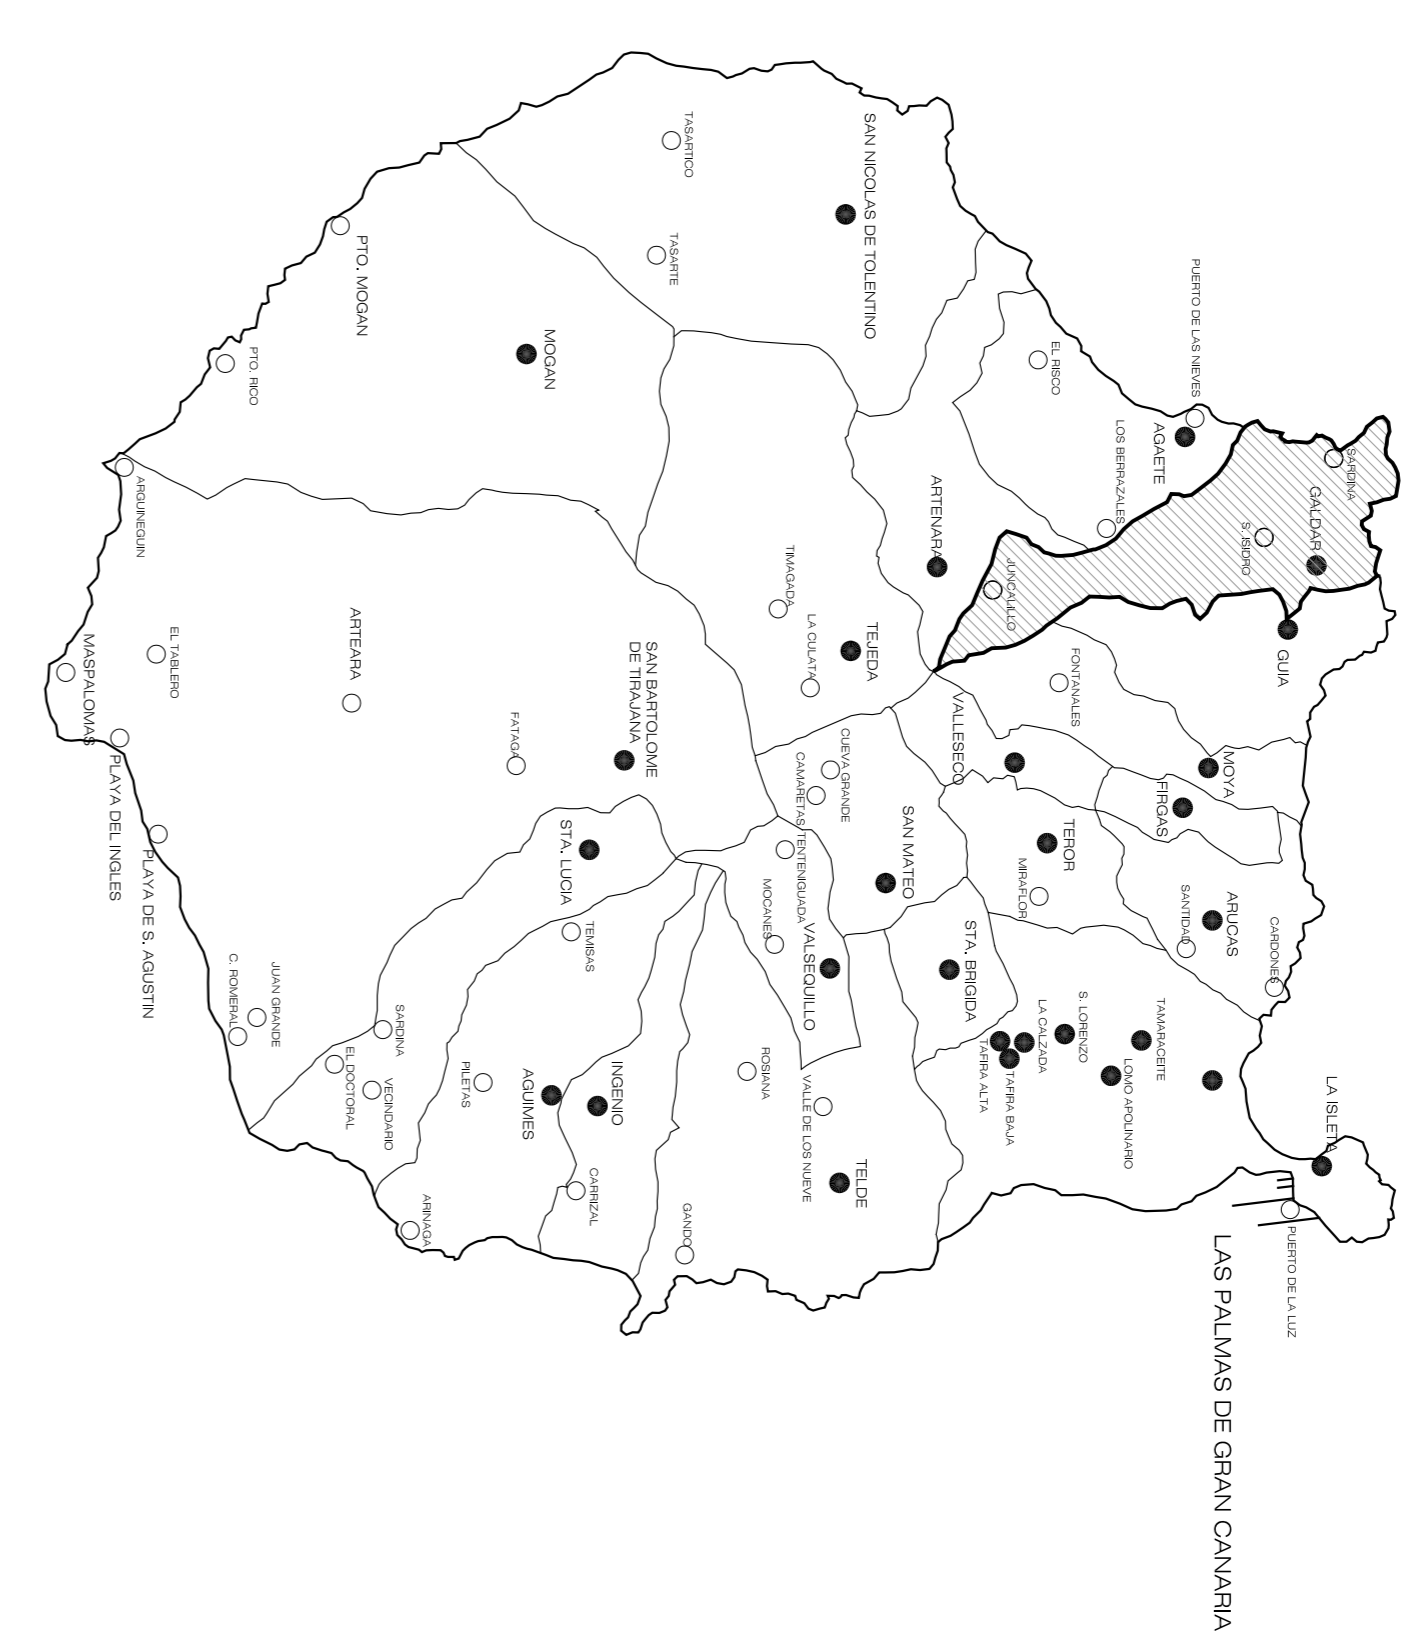 LA ISLETA
PUERTO DE LA LUZ
LAS PALMAS DE GRAN CANARIA
SARDINA
GALDAR
S. ISIDRO
GUIA
JUNCALILLO
PUERTO DE LAS NIEVES
AGAETE
LOS BERRAZALES
EL RISCO
MOYA
FIRGAS
FONTANALES
ARUCAS
CARDONES
SANTIDAD
TEROR
MIRAFLOR
VALLESECO
TAMARACEITE
LOMO APOLINARIO
S. LORENZO
LA CALZADA
TAFIRA BAJA
TAFIRA ALTA
STA. BRIGIDA
ARTENARA
SAN NICOLAS DE TOLENTINO
TASARTICO
TASARTE
TEJEDA
TIMAGADA
LA CULATA
SAN MATEO
CUEVA GRANDE
CAMARETAS
TENTENIGUADA
MOCANES
VALSEQUILLO
TELDE
VALLE DE LOS NUEVE
ROSIANA
GANDO
INGENIO
CARRIZAL
AGUIMES
PILETAS
TEMISAS
ARINAGA
SAN BARTOLOME
DE TIRAJANA
STA. LUCIA
SARDINA
VECINDARIO
EL DOCTORAL
FATAGA
ARTEARA
JUAN GRANDE
C. ROMERAL
MOGAN
PTO. MOGAN
PTO. RICO
ARGUINEGUIN
EL TABLERO
MASPALOMAS
PLAYA DEL INGLES
PLAYA DE S. AGUSTIN